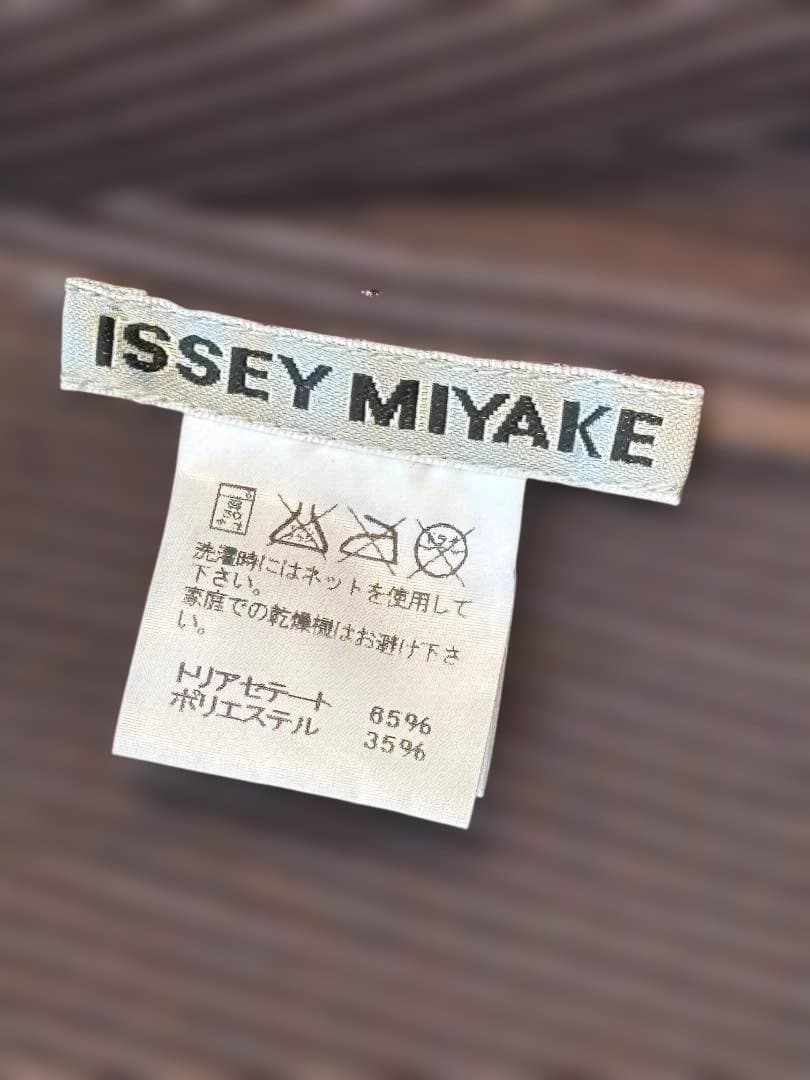 ISSEY MIYAKE
洗濯時にはネットを使用して
下さい。
家庭での乾燥機はお避け下さ
い。
トリアセテート 65%
ポリエステル 35%